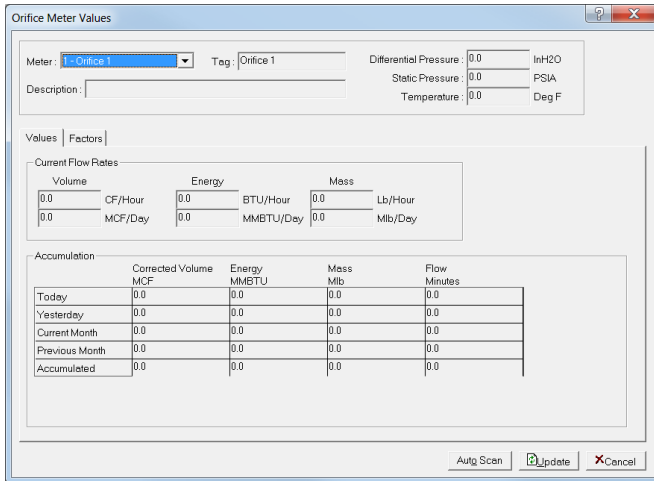 Orifice Meter Values
? X
Meter : 1 - Orifice 1 Tag : Orifice 1 Differential Pressure : 0.0 InH2O
Static Pressure : 0.0 PSIA
Description : Temperature : 0.0 Deg F
Values Factors
Current Flow Rates
Volume Energy Mass
0.0 CF/Hour 0.0 BTU/Hour 0.0 Lb/Hour
0.0 MCF/Day 0.0 MMBTU/Day 0.0 Mlb/Day
Accumulation
Corrected Volume Energy Mass Flow
MCF MMBTU Mlb Minutes
Today 0.0 0.0 0.0 0.0
Yesterday 0.0 0.0 0.0 0.0
Current Month 0.0 0.0 0.0 0.0
Previous Month 0.0 0.0 0.0 0.0
Accumulated 0.0 0.0 0.0 0.0
Auto Scan Update XCancel